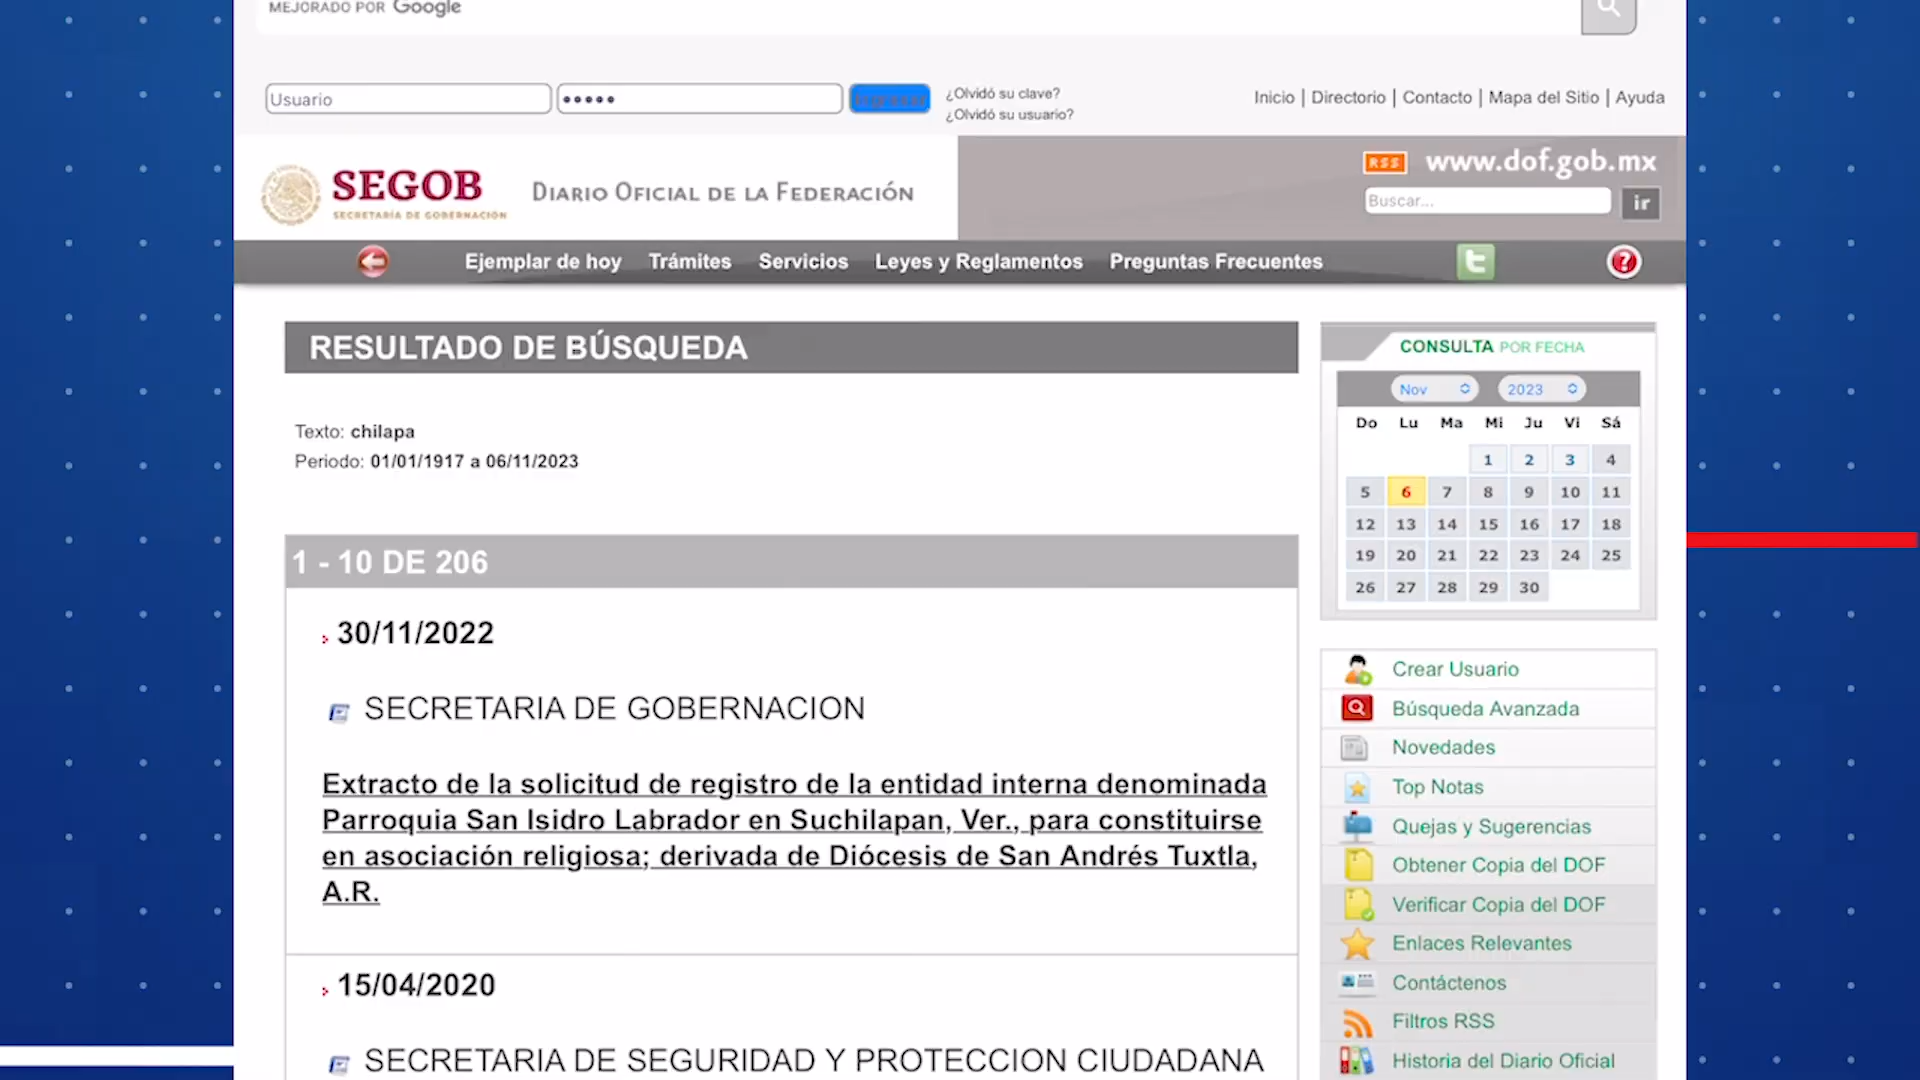 MEJORADO POR Google
Usuario
¿Olvidó su clave?
¿Olvidó su usuario?
Inicio | Directorio | Contacto | Mapa del Sitio | Ayuda
SEGOB
SECRETARÍA DE GOBERNACIÓN
DIARIO OFICIAL DE LA FEDERACIÓN
RSS
www.dof.gob.mx
Buscar...
ir
Ejemplar de hoy Trámites Servicios Leyes y Reglamentos Preguntas Frecuentes
t
?
RESULTADO DE BÚSQUEDA
Texto: chilapa
Periodo: 01/01/1917 a 06/11/2023
1 - 10 DE 206
30/11/2022
SECRETARIA DE GOBERNACION
Extracto de la solicitud de registro de la entidad interna denominada
Parroquia San Isidro Labrador en Suchilapan, Ver., para constituirse
en asociación religiosa; derivada de Diócesis de San Andrés Tuxtla,
A.R.
15/04/2020
SECRETARIA DE SEGURIDAD Y PROTECCION CIUDADANA
CONSULTA POR FECHA
Nov 2023
Do Lu Ma Mi Ju Vi Sá
1 2 3 4
5 6 7 8 9 10 11
12 13 14 15 16 17 18
19 20 21 22 23 24 25
26 27 28 29 30
Crear Usuario
Búsqueda Avanzada
Novedades
Top Notas
Quejas y Sugerencias
Obtener Copia del DOF
Verificar Copia del DOF
Enlaces Relevantes
Contáctenos
Filtros RSS
Historia del Diario Oficial